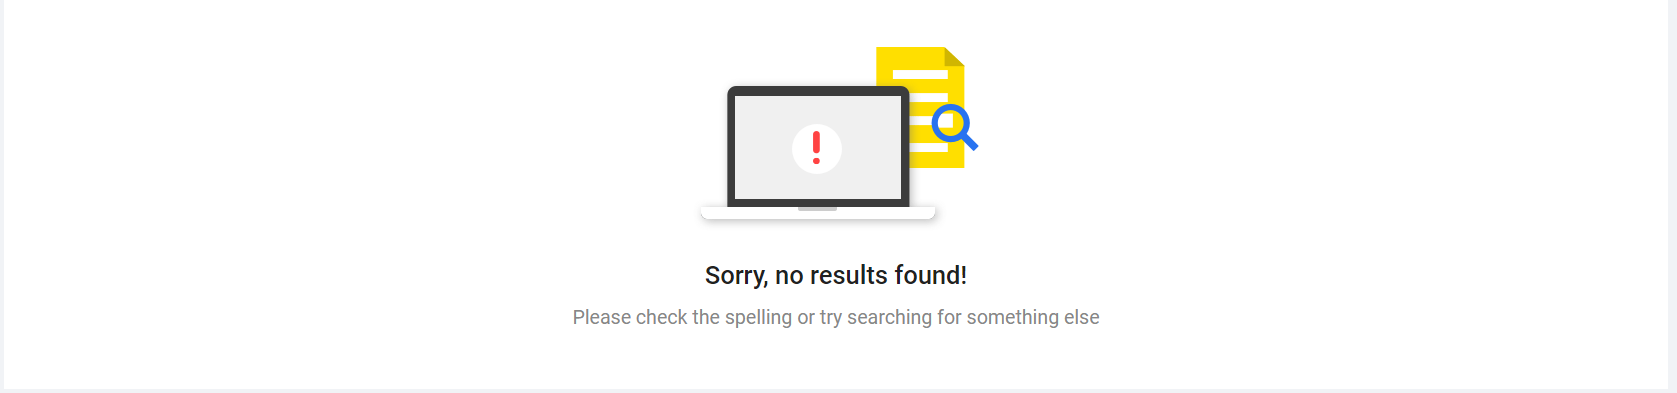 Sorry, no results found!
Please check the spelling or try searching for something else